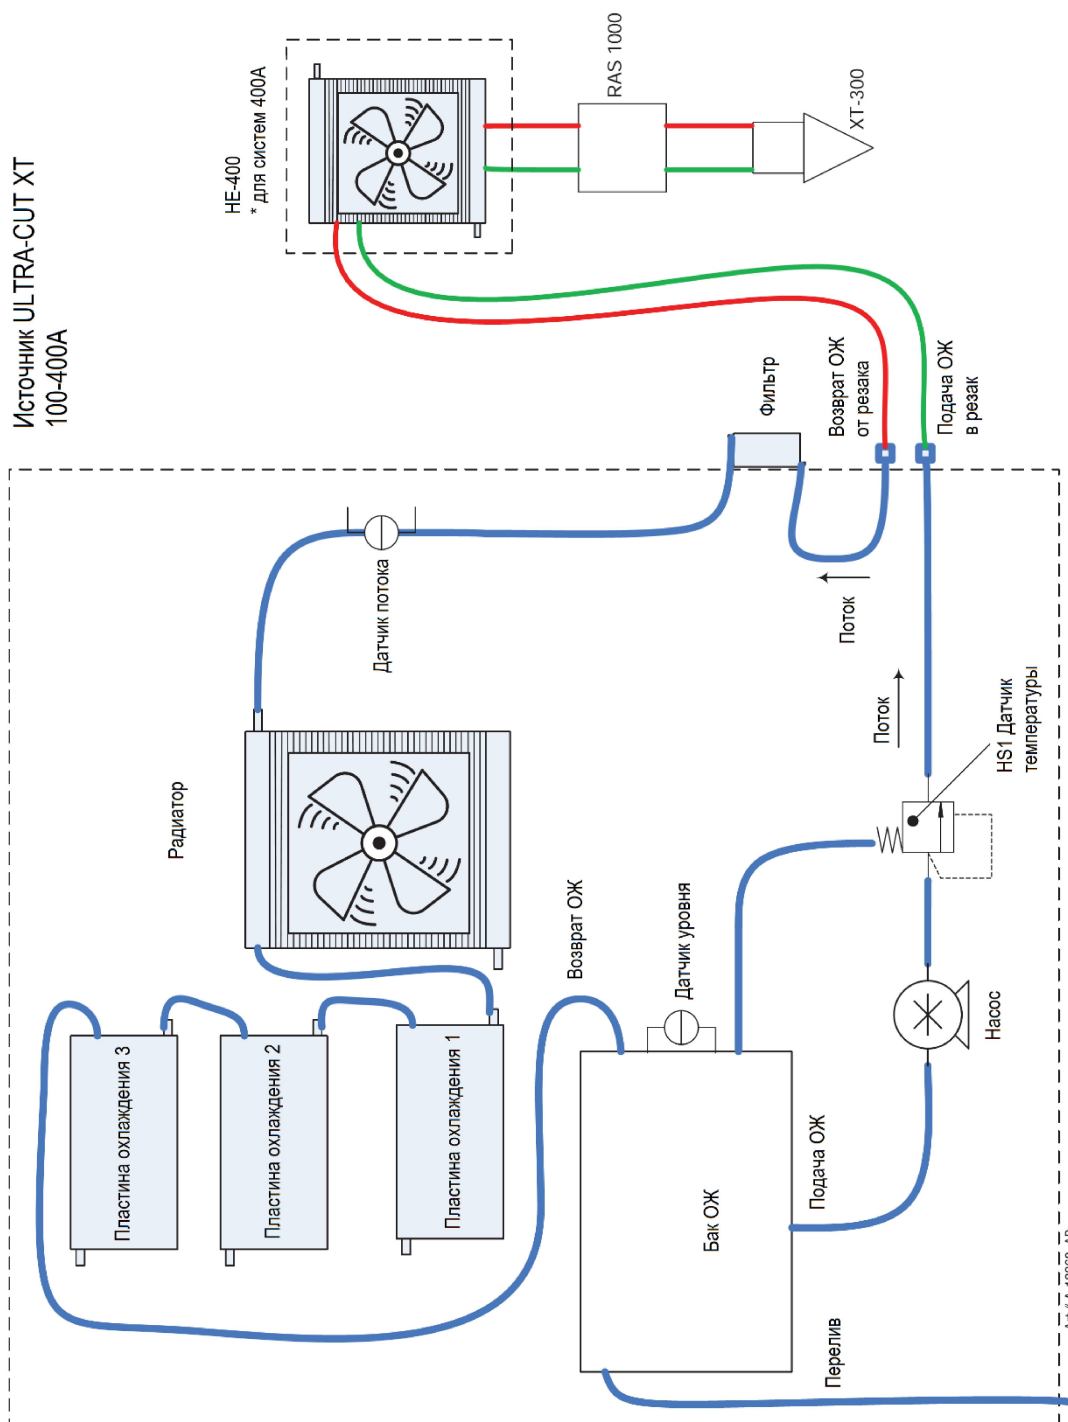 Источник ULTRA-CUT XT
100-400A
HE-400
* для систем 400А
RAS 1000
XT-300
Фильтр
Возврат ОЖ
от резака
Подача ОЖ
в резак
Датчик потока
Поток
Поток
HS1 Датчик
температуры
Радиатор
Возврат ОЖ
Датчик уровня
Насос
Пластина охлаждения 3
Пластина охлаждения 2
Пластина охлаждения 1
Бак ОЖ
Подача ОЖ
Перелив